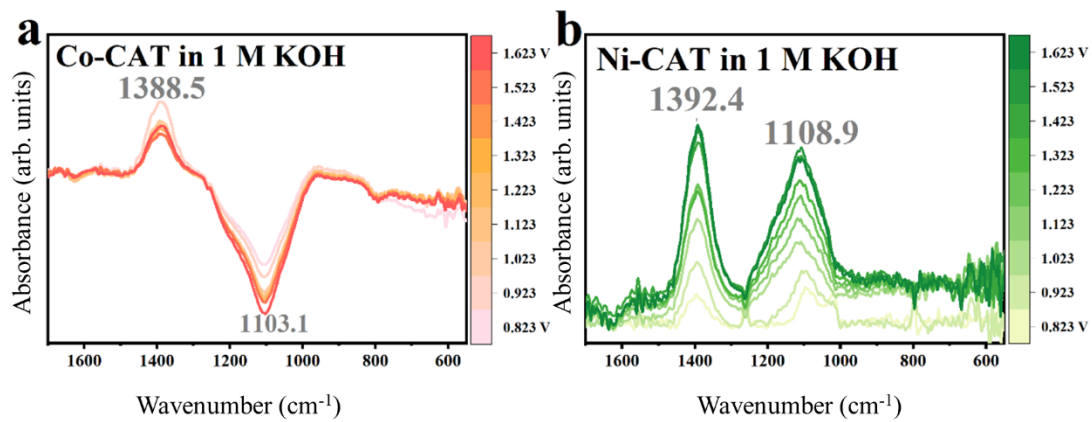 a
Co-CAT in 1 M KOH
1388.5
1103.1
Absorbance (arb. units)
1600
1400
1200
1000
800
600
Wavenumber (cm⁻¹)
1.623 V
1.523
1.423
1.323
1.223
1.123
1.023
0.923
0.823 V
b
Ni-CAT in 1 M KOH
1392.4
1108.9
Absorbance (arb. units)
1600
1400
1200
1000
800
600
Wavenumber (cm⁻¹)
1.623 V
1.523
1.423
1.323
1.223
1.123
1.023
0.923
0.823 V